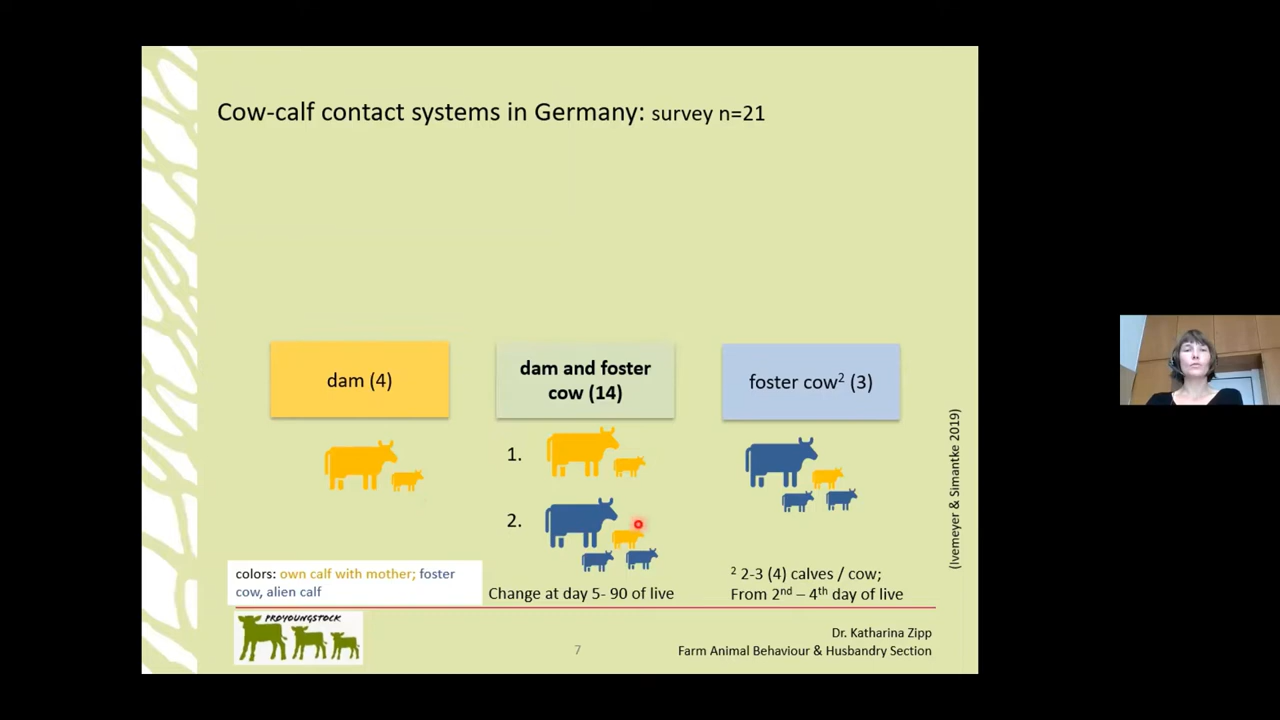 Cow-calf contact systems in Germany: survey n=21
dam (4)
dam and foster
cow (14)
foster cow² (3)
1.
2.
Change at day 5- 90 of live
² 2-3 (4) calves / cow;
From 2nd – 4th day of live
(Ivemeyer & Simantke 2019)
colors: own calf with mother; foster
cow, alien calf
PROYOUNGSTOCK
7
Dr. Katharina Zipp
Farm Animal Behaviour & Husbandry Section